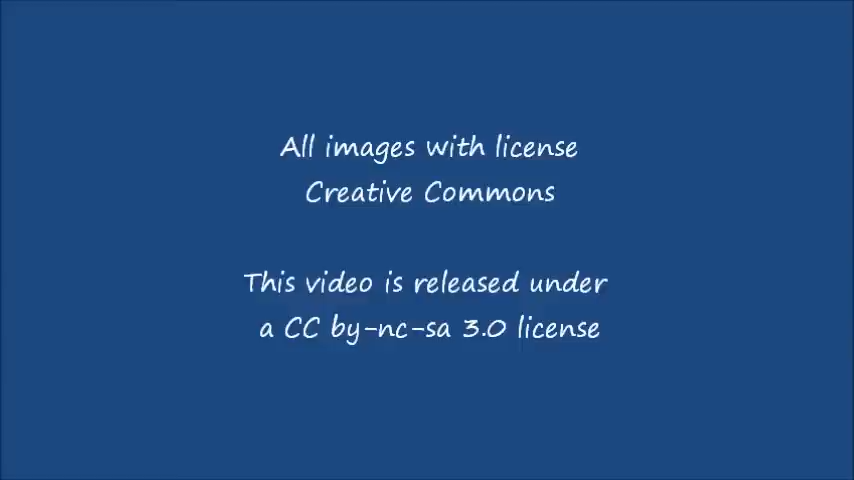 All images with license
Creative Commons
This video is released under
a CC by-nc-sa 3.0 license